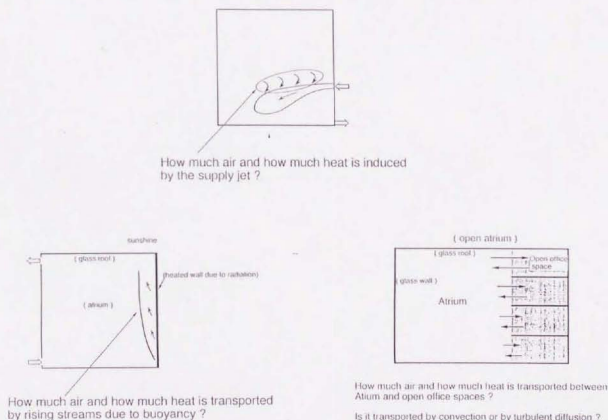 How much air and how much heat is induced
by the supply jet ?
sunshine
( glass roof )
(heated wall due to radiation)
( atrium )
How much air and how much heat is transported
by rising streams due to buoyancy ?
( open atrium )
( glass roof )
Open office
space
( glass wall )
Atrium
How much air and how much heat is transported between
Atium and open office spaces ?
Is it transported by convection or by turbulent diffusion ?